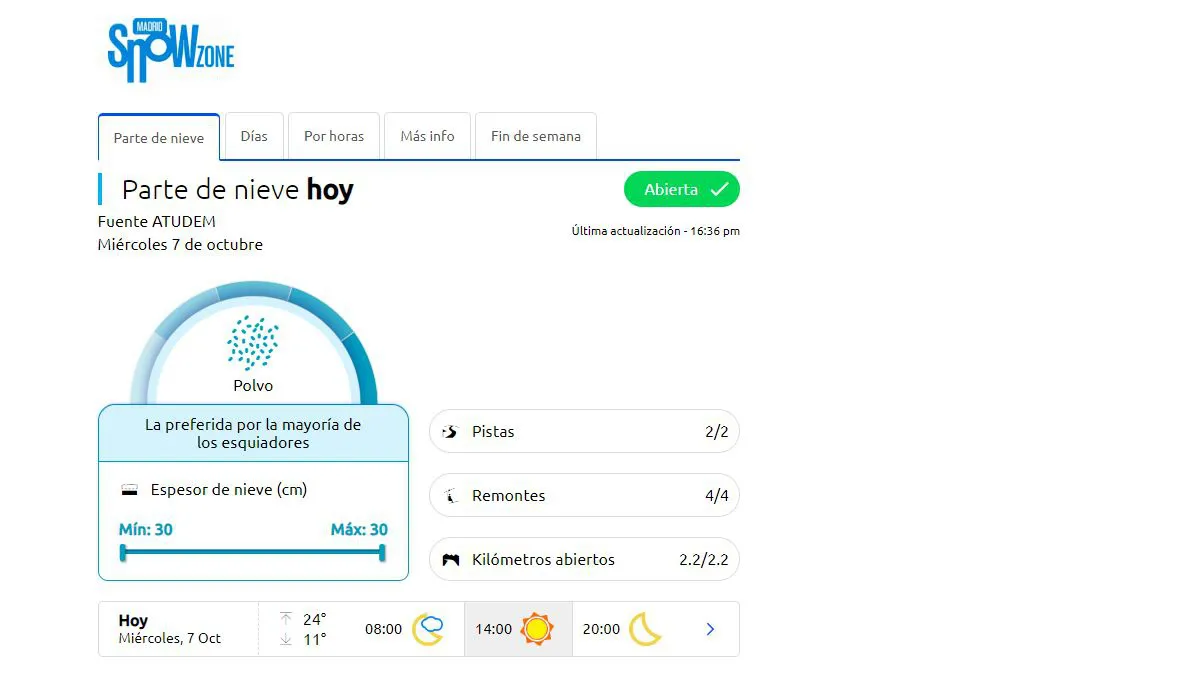 MADRID
SnOW ZONE
Parte de nieve
Días
Por horas
Más info
Fin de semana
Parte de nieve hoy
Abierta
Fuente ATUDEM
Última actualización - 16:36 pm
Miércoles 7 de octubre
Polvo
La preferida por la mayoría de
los esquiadores
Espesor de nieve (cm)
Mín: 30
Máx: 30
Pistas
2/2
Remontes
4/4
Kilómetros abiertos
2.2/2.2
Hoy
Miércoles, 7 Oct
24°
11°
08:00
14:00
20:00